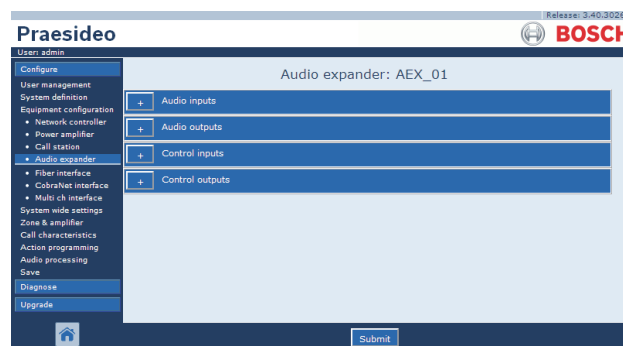 Release: 3.40.3026
Praesideo
BOSCH
User: admin
Configure
User management
System definition
Equipment configuration
• Network controller
• Power amplifier
• Call station
• Audio expander
• Fiber interface
• CobraNet interface
• Multi ch interface
System wide settings
Zone & amplifier
Call characteristics
Action programming
Audio processing
Save
Diagnose
Upgrade
Audio expander: AEX_01
+ Audio inputs
+ Audio outputs
+ Control inputs
+ Control outputs
Submit